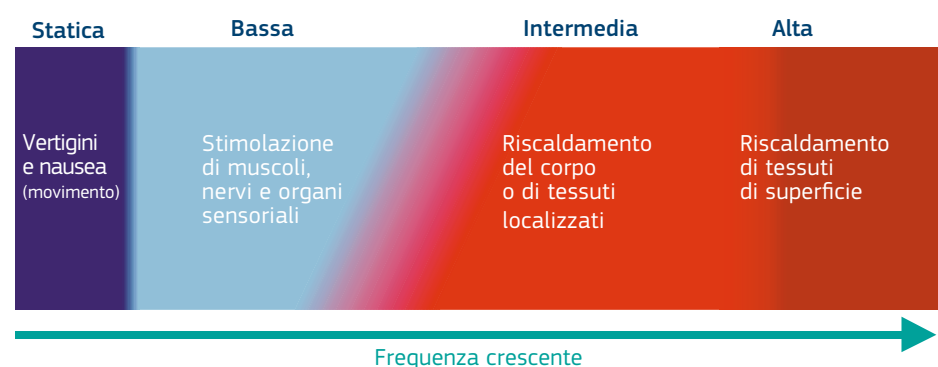 Statica
Bassa
Intermedia
Alta
Vertigini
e nausea
(movimento)
Stimolazione
di muscoli,
nervi e organi
sensoriali
Riscaldamento
del corpo
o di tessuti
localizzati
Riscaldamento
di tessuti
di superficie
Frequenza crescente